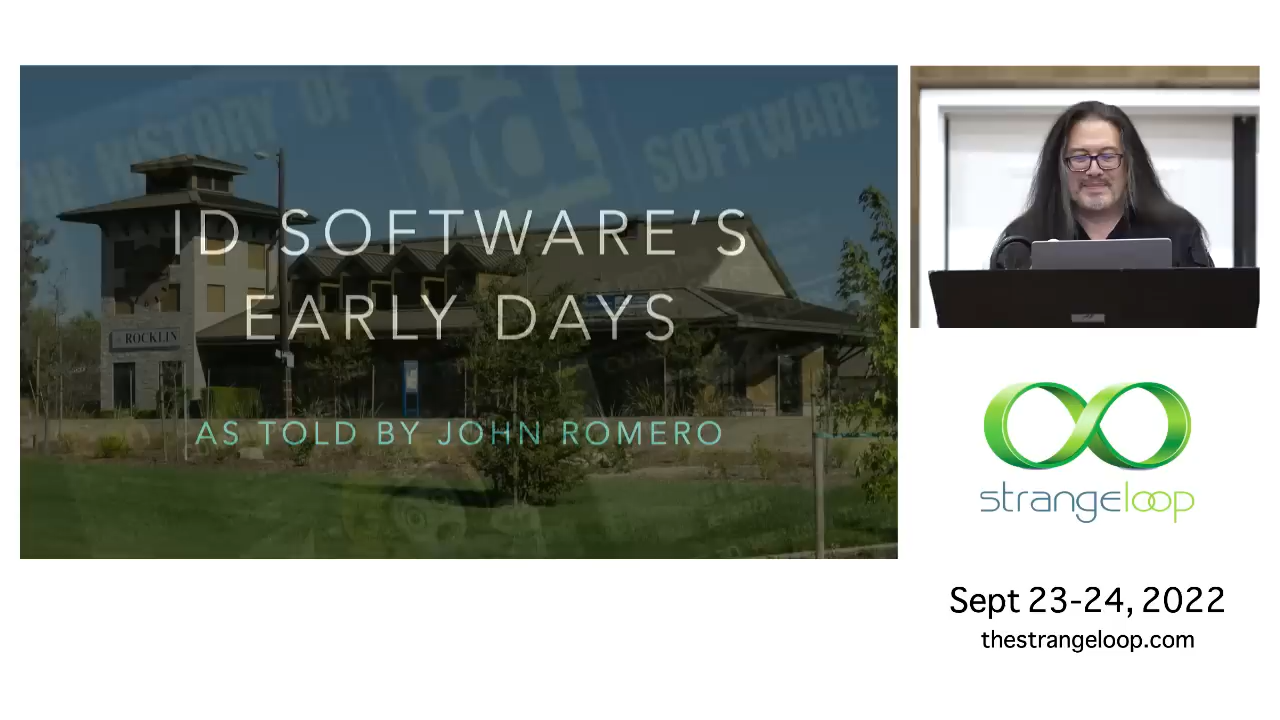 THE HISTORY OF
id
SOFTWARE
ID SOFTWARE'S
EARLY DAYS
ROCKLIN
AS TOLD BY JOHN ROMERO
strangeloop
Sept 23-24, 2022
thestrangeloop.com